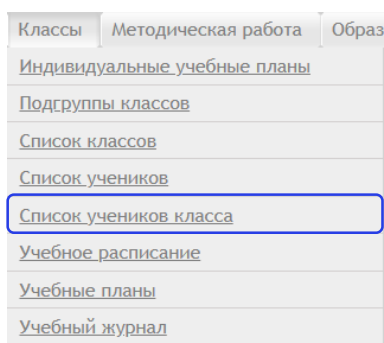 Классы Методическая работа Образ
Индивидуальные учебные планы
Подгруппы классов
Список классов
Список учеников
Список учеников класса
Учебное расписание
Учебные планы
Учебный журнал